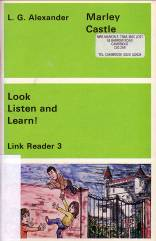 L. G. Alexander
Marley
Castle
Look
Listen and
Learn!
Link Reader 3